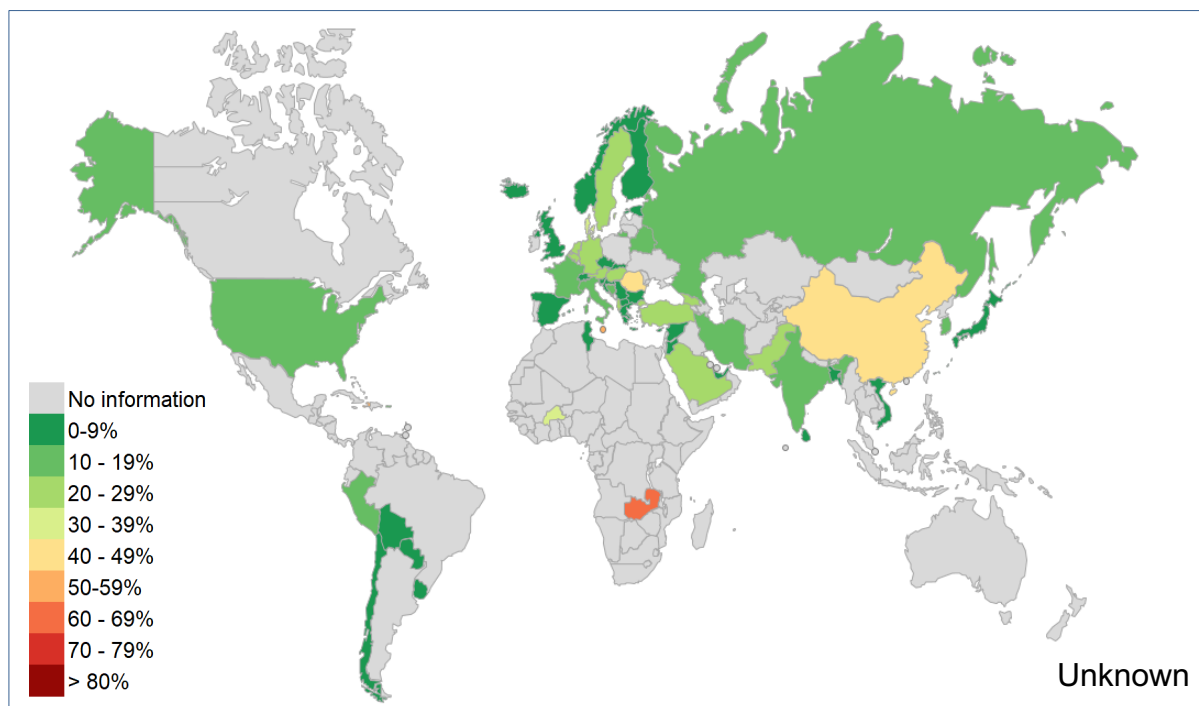 No information
0-9%
10 - 19%
20 - 29%
30 - 39%
40 - 49%
50-59%
60 - 69%
70 - 79%
> 80%
Unknown